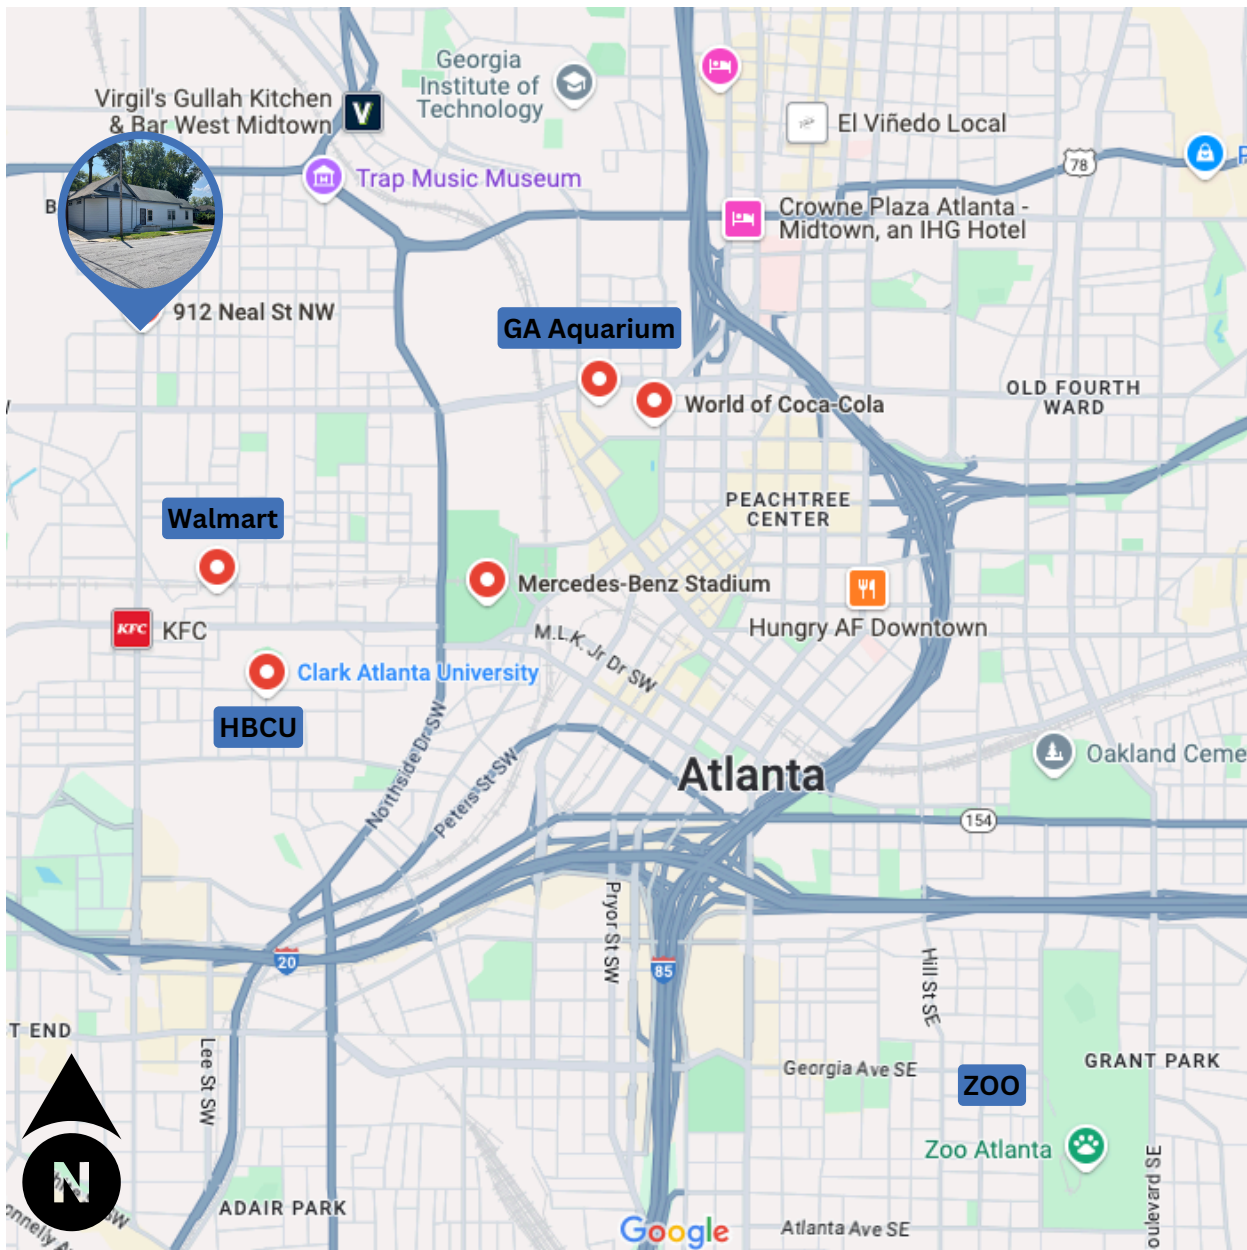 Georgia
Institute of
Technology
Virgil's Gullah Kitchen
& Bar West Midtown
V
El Viñedo Local
78
Trap Music Museum
Crowne Plaza Atlanta -
Midtown, an IHG Hotel
912 Neal St NW
GA Aquarium
World of Coca-Cola
OLD FOURTH
WARD
PEACHTREE
CENTER
Walmart
Mercedes-Benz Stadium
KFC
KFC
Hungry AF Downtown
M.L.K. Jr Dr SW
Clark Atlanta University
HBCU
Northside Dr SW
Peters St SW
Atlanta
Oakland Ceme
154
Pryor St SW
20
85
Hill St SE
T END
Lee St SW
Georgia Ave SE
ZOO
GRANT PARK
Zoo Atlanta
N
oulevard SE
ADAIR PARK
Google
Atlanta Ave SE